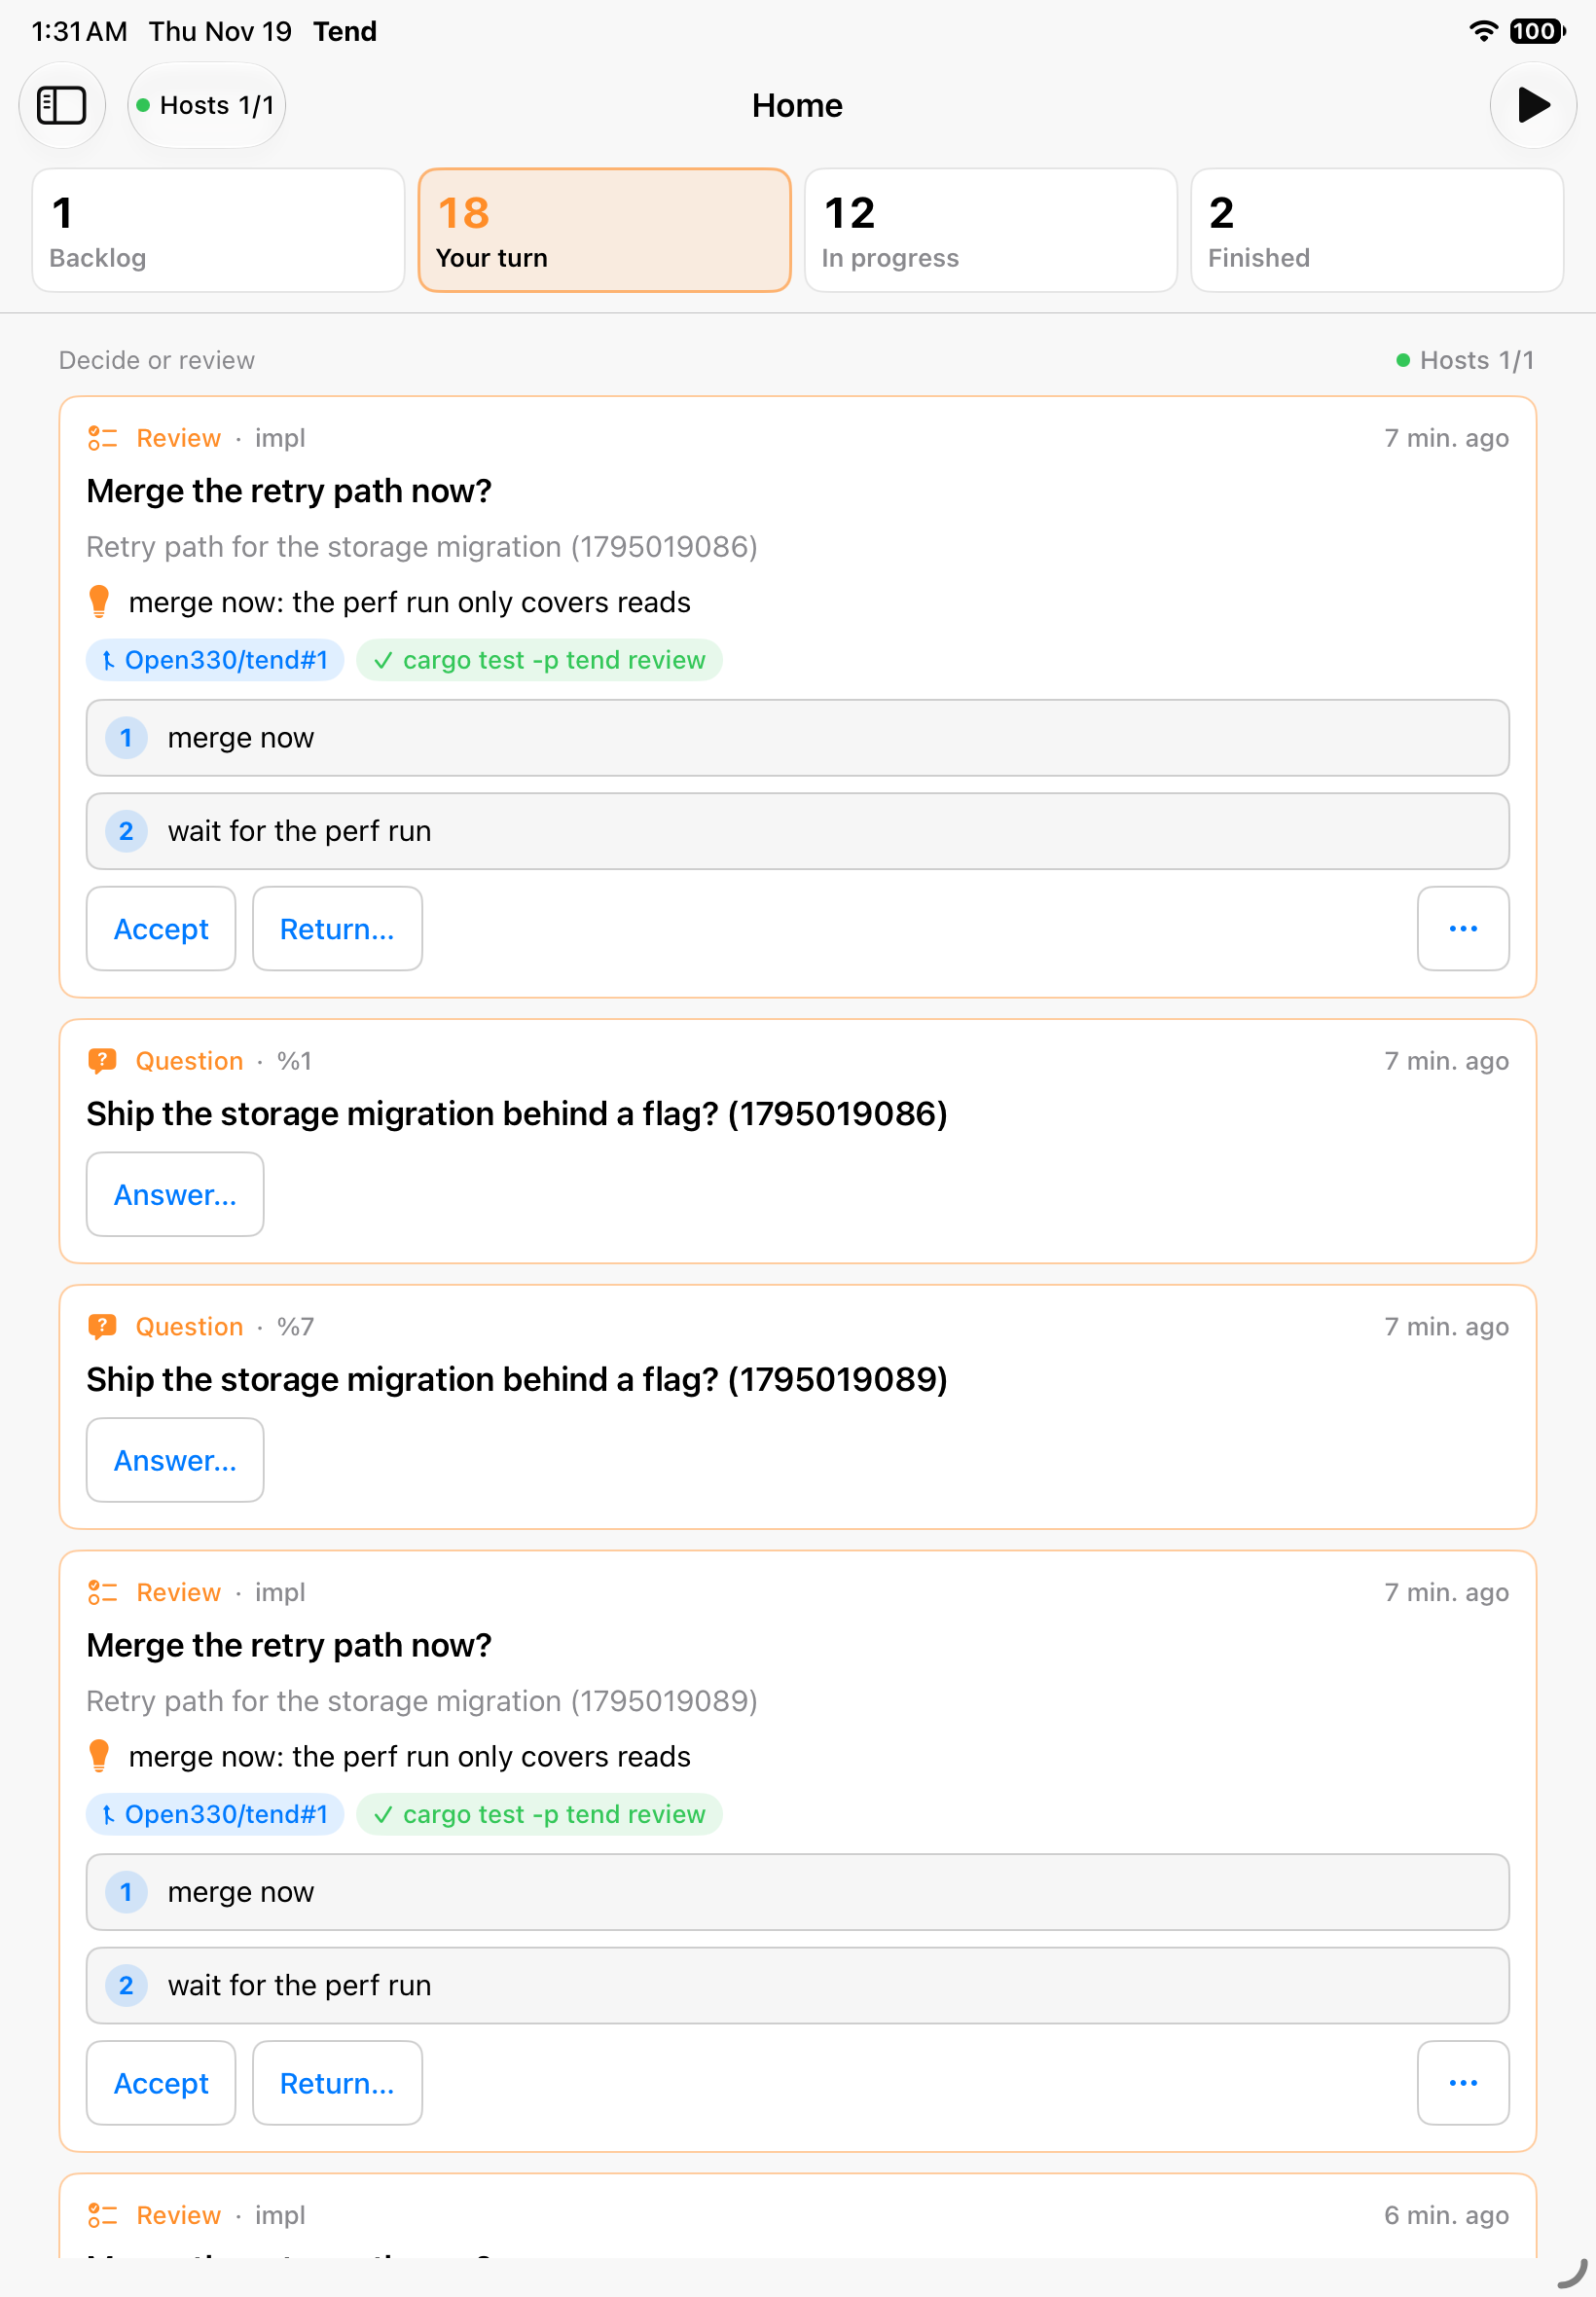 1:31 AM Thu Nov 19 Tend
100
Hosts 1/1
Home
1
Backlog
18
Your turn
12
In progress
2
Finished
Decide or review
Hosts 1/1
Review · impl
7 min. ago
Merge the retry path now?
Retry path for the storage migration (1795019086)
merge now: the perf run only covers reads
Open330/tend#1
✓ cargo test -p tend review
1 merge now
2 wait for the perf run
Accept
Return...
...
Question · %1
7 min. ago
Ship the storage migration behind a flag? (1795019086)
Answer...
Question · %7
7 min. ago
Ship the storage migration behind a flag? (1795019089)
Answer...
Review · impl
7 min. ago
Merge the retry path now?
Retry path for the storage migration (1795019089)
merge now: the perf run only covers reads
Open330/tend#1
✓ cargo test -p tend review
1 merge now
2 wait for the perf run
Accept
Return...
...
Review · impl
6 min. ago